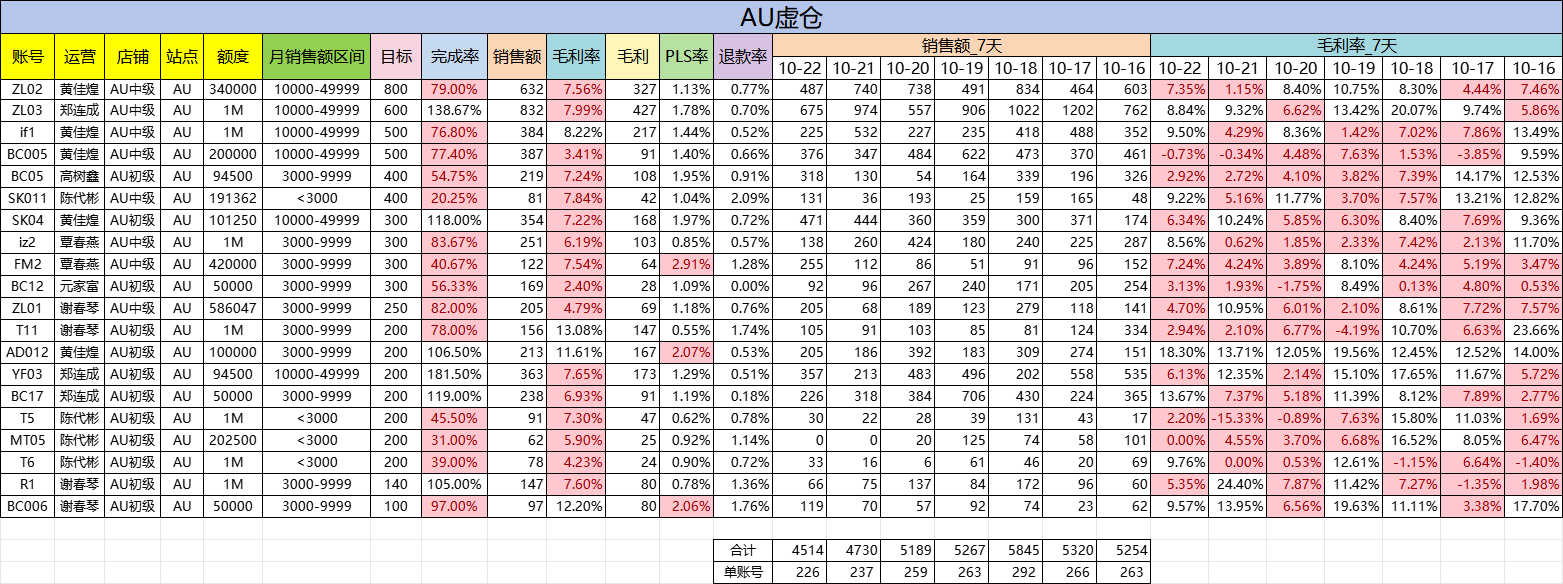 AU虚仓
账号 运营 店铺 站点 额度 月销售额区间 目标 完成率 销售额 毛利率 毛利 PLS率 退款率 销售额_7天 毛利率_7天
10-22 10-21 10-20 10-19 10-18 10-17 10-16 10-22 10-21 10-20 10-19 10-18 10-17 10-16
ZL02 黄佳煌 AU中级 AU 340000 10000-49999 800 79.00% 632 7.56% 327 1.13% 0.77% 487 740 738 491 834 464 603 7.35% 1.15% 8.40% 10.75% 8.30% 4.44% 7.46%
ZL03 郑连成 AU中级 AU 1M 10000-49999 600 138.67% 832 7.99% 427 1.78% 0.70% 675 974 557 906 1022 1202 762 8.84% 9.32% 6.62% 13.42% 20.07% 9.74% 5.86%
if1 黄佳煌 AU中级 AU 1M 10000-49999 500 76.80% 384 8.22% 217 1.44% 0.52% 225 532 227 235 418 488 352 9.50% 4.29% 8.36% 1.42% 7.02% 7.86% 13.49%
BC005 黄佳煌 AU中级 AU 200000 10000-49999 500 77.40% 387 3.41% 91 1.40% 0.66% 376 347 484 622 473 370 461 -0.73% -0.34% 4.48% 7.63% 1.53% -3.85% 9.59%
BC05 高树鑫 AU初级 AU 94500 3000-9999 400 54.75% 219 7.24% 108 1.95% 0.91% 318 130 54 164 339 196 326 2.92% 2.72% 4.10% 3.82% 7.39% 14.17% 12.53%
SK011 陈代彬 AU中级 AU 191362 <3000 400 20.25% 81 7.84% 42 1.04% 2.09% 131 36 193 25 159 165 48 9.22% 5.16% 11.77% 3.70% 7.57% 13.21% 12.82%
SK04 黄佳煌 AU初级 AU 101250 10000-49999 300 118.00% 354 7.22% 168 1.97% 0.72% 471 444 360 359 300 371 174 6.34% 10.24% 5.85% 6.30% 8.40% 7.69% 9.36%
iz2 覃春燕 AU中级 AU 1M 3000-9999 300 83.67% 251 6.19% 103 0.85% 0.57% 138 260 424 180 240 225 287 8.56% 0.62% 1.85% 2.33% 7.42% 2.13% 11.70%
FM2 覃春燕 AU中级 AU 420000 3000-9999 300 40.67% 122 7.54% 64 2.91% 1.28% 255 112 86 51 91 96 152 7.24% 4.24% 3.89% 8.10% 4.24% 5.19% 3.47%
BC12 元家富 AU初级 AU 50000 3000-9999 300 56.33% 169 2.40% 28 1.09% 0.00% 92 96 267 240 171 205 254 3.13% 1.93% -1.75% 8.49% 0.13% 4.80% 0.53%
ZL01 谢春琴 AU中级 AU 586047 3000-9999 250 82.00% 205 4.79% 69 1.18% 0.76% 205 68 189 123 279 118 141 4.70% 10.95% 6.01% 2.10% 8.61% 7.72% 7.57%
T11 谢春琴 AU初级 AU 1M 3000-9999 200 78.00% 156 13.08% 147 0.55% 1.74% 105 91 103 85 81 124 334 2.94% 2.10% 6.77% -4.19% 10.70% 6.63% 23.66%
AD012 黄佳煌 AU初级 AU 100000 3000-9999 200 106.50% 213 11.61% 167 2.07% 0.53% 205 186 392 183 309 274 151 18.30% 13.71% 12.05% 19.56% 12.45% 12.52% 14.00%
YF03 郑连成 AU初级 AU 94500 10000-49999 200 181.50% 363 7.65% 173 1.29% 0.51% 357 213 483 496 202 558 535 6.13% 12.35% 2.14% 15.10% 17.65% 11.67% 5.72%
BC17 郑连成 AU初级 AU 50000 3000-9999 200 119.00% 238 6.93% 91 1.19% 0.18% 226 318 384 706 430 224 365 13.67% 7.37% 5.18% 11.39% 8.12% 7.89% 2.77%
T5 陈代彬 AU初级 AU 1M <3000 200 45.50% 91 7.30% 47 0.62% 0.78% 30 22 28 39 131 43 17 2.20% -15.33% -0.89% 7.63% 15.80% 11.03% 1.69%
MT05 陈代彬 AU初级 AU 202500 <3000 200 31.00% 62 5.90% 25 0.92% 1.14% 0 0 20 125 74 58 101 0.00% 4.55% 3.70% 6.68% 16.52% 8.05% 6.47%
T6 陈代彬 AU初级 AU 1M <3000 200 39.00% 78 4.23% 24 0.90% 0.72% 33 16 6 61 46 20 69 9.76% 0.00% 0.53% 12.61% -1.15% 6.64% -1.40%
R1 谢春琴 AU初级 AU 1M 3000-9999 140 105.00% 147 7.60% 80 0.78% 1.36% 66 75 137 84 172 96 60 5.35% 24.40% 7.87% 11.42% 7.27% -1.35% 1.98%
BC006 谢春琴 AU初级 AU 50000 3000-9999 100 97.00% 97 12.20% 80 2.06% 1.76% 119 70 57 92 74 23 62 9.57% 13.95% 6.56% 19.63% 11.11% 3.38% 17.70%
合计 4514 4730 5189 5267 5845 5320 5254
单账号 226 237 259 263 292 266 263